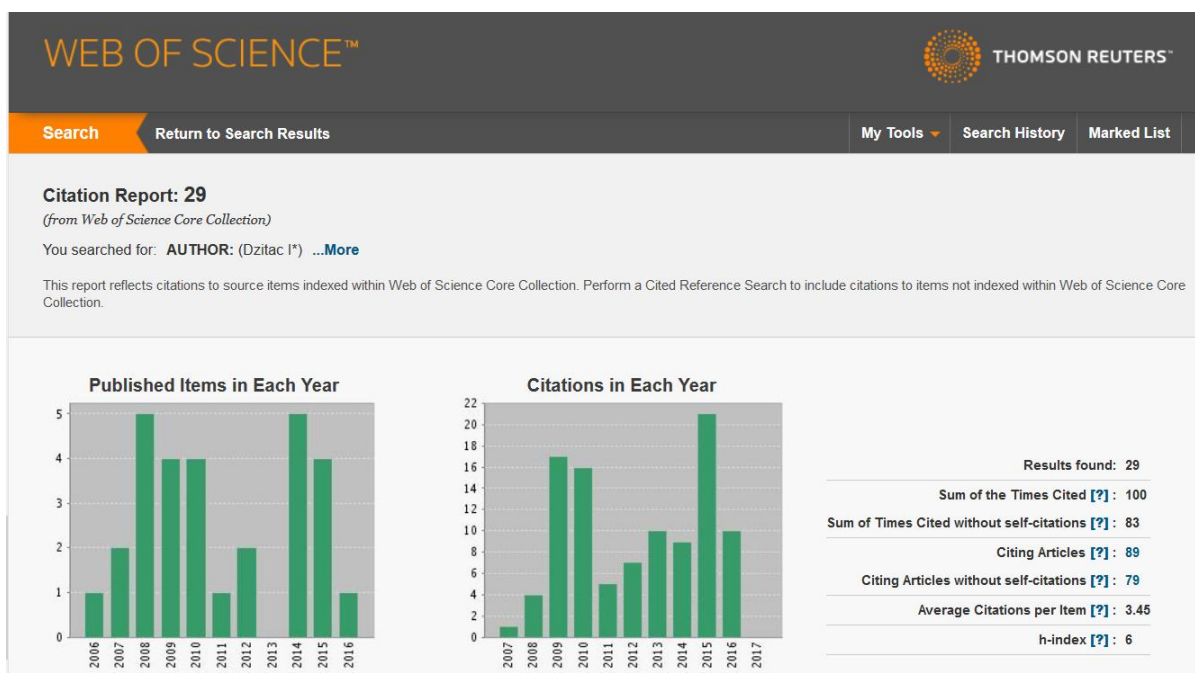 WEB OF SCIENCE™
THOMSON REUTERS™
Search
Return to Search Results
My Tools
Search History
Marked List
Citation Report: 29
(from Web of Science Core Collection)
You searched for: AUTHOR: (Dzitac I*) ...More
This report reflects citations to source items indexed within Web of Science Core Collection. Perform a Cited Reference Search to include citations to items not indexed within Web of Science Core
Collection.
Published Items in Each Year
5
4
3
2
1
0
2006
2007
2008
2009
2010
2011
2012
2013
2014
2015
2016
Citations in Each Year
22
20
18
16
14
12
10
8
6
4
2
0
2007
2008
2009
2010
2011
2012
2013
2014
2015
2016
2017
Results found: 29
Sum of the Times Cited [?] : 100
Sum of Times Cited without self-citations [?] : 83
Citing Articles [?] : 89
Citing Articles without self-citations [?] : 79
Average Citations per Item [?] : 3.45
h-index [?] : 6